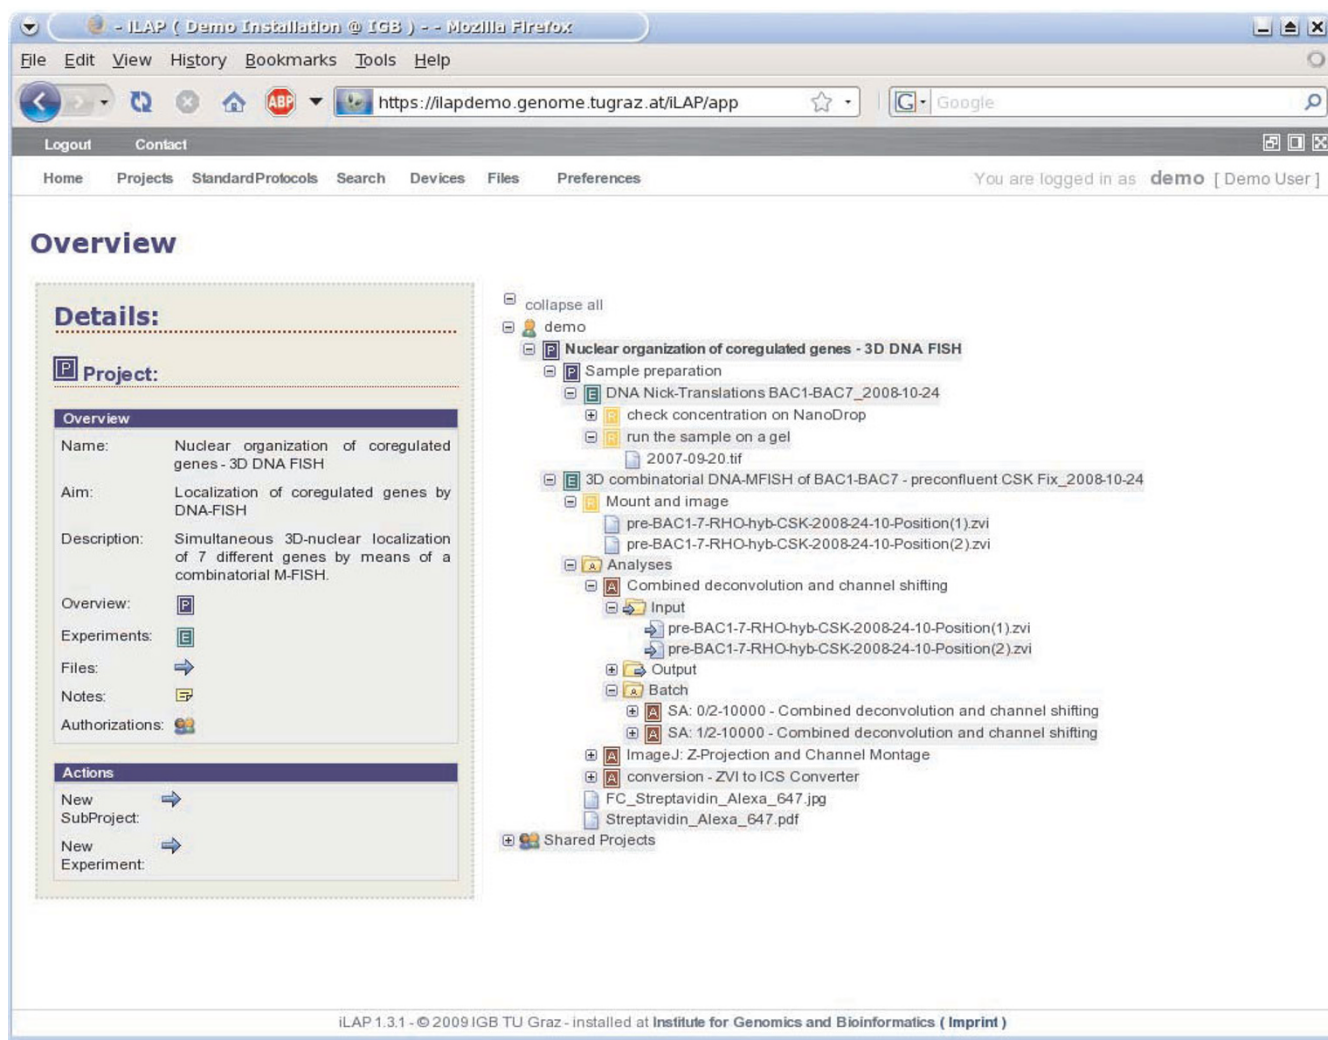 - iLAP ( Demo Installation @ IGB ) - - Mozilla Firefox
File Edit View History Bookmarks Tools Help
ABP https://ilapdemo.genome.tugraz.at/iLAP/app G Google
Logout Contact
Home Projects StandardProtocols Search Devices Files Preferences You are logged in as demo [ Demo User ]
Overview
Details:
P Project:
Overview
Name: Nuclear organization of coregulated
genes - 3D DNA FISH
Aim: Localization of coregulated genes by
DNA-FISH
Description: Simultaneous 3D-nuclear localization
of 7 different genes by means of a
combinatorial M-FISH.
Overview: P
Experiments: E
Files:
Notes:
Authorizations:
Actions
New
SubProject:
New
Experiment:
collapse all
demo
P Nuclear organization of coregulated genes - 3D DNA FISH
P Sample preparation
E DNA Nick-Translations BAC1-BAC7_2008-10-24
R check concentration on NanoDrop
R run the sample on a gel
2007-09-20.tif
E 3D combinatorial DNA-MFISH of BAC1-BAC7 - preconfluent CSK Fix_2008-10-24
R Mount and image
pre-BAC1-7-RHO-hyb-CSK-2008-24-10-Position(1).zvi
pre-BAC1-7-RHO-hyb-CSK-2008-24-10-Position(2).zvi
A Analyses
A Combined deconvolution and channel shifting
Input
pre-BAC1-7-RHO-hyb-CSK-2008-24-10-Position(1).zvi
pre-BAC1-7-RHO-hyb-CSK-2008-24-10-Position(2).zvi
Output
A Batch
A SA: 0/2-10000 - Combined deconvolution and channel shifting
A SA: 1/2-10000 - Combined deconvolution and channel shifting
A ImageJ: Z-Projection and Channel Montage
A conversion - ZVI to ICS Converter
FC_Streptavidin_Alexa_647.jpg
Streptavidin_Alexa_647.pdf
Shared Projects
iLAP 1.3.1 - © 2009 IGB TU Graz - installed at Institute for Genomics and Bioinformatics ( Imprint )